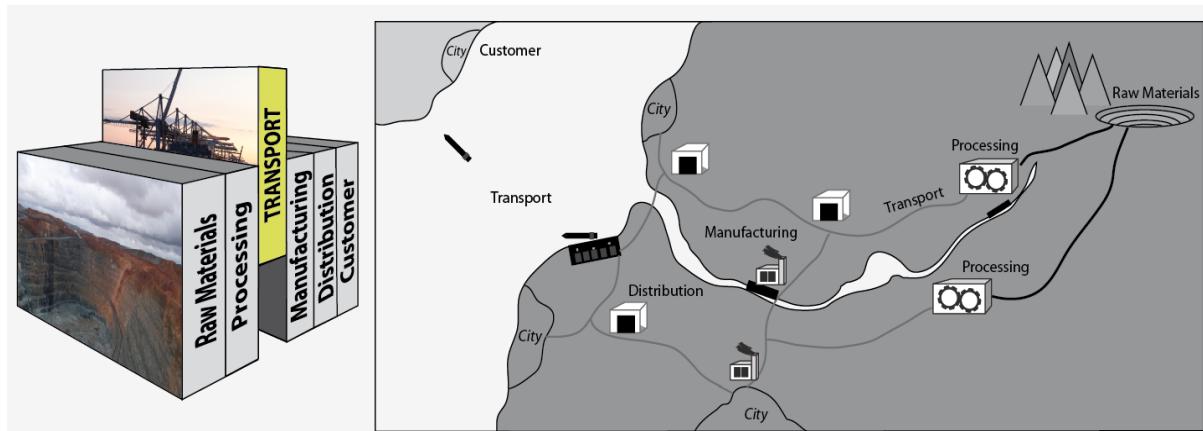 Raw Materials
Processing
TRANSPORT
Manufacturing
Distribution
Customer
City
Customer
City
Raw Materials
Processing
Transport
Transport
Manufacturing
Processing
Distribution
City
City